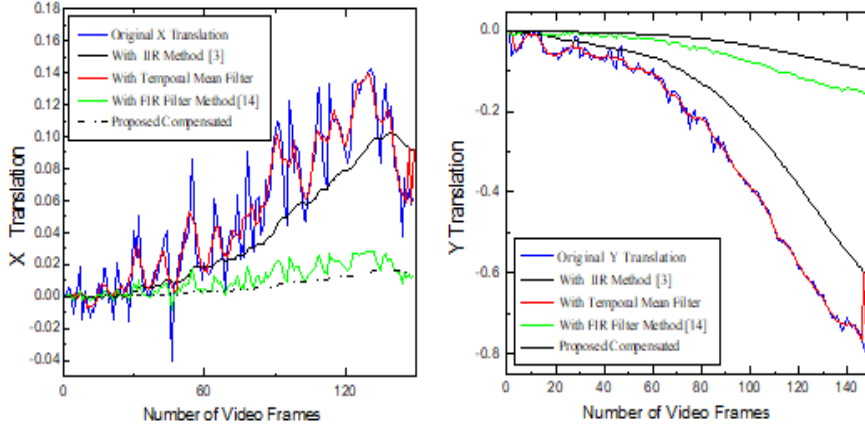 0.18
0.16
0.14
0.12
0.10
0.08
0.06
0.04
0.02
0.00
-0.02
-0.04
X Translation
Original X Translation
With IIR Method [3]
With Temporal Mean Filter
With FIR Filter Method[14]
Proposed Compensated
0
60
120
Number of Video Frames
0.0
-0.2
-0.4
-0.6
-0.8
Y Translation
Original Y Translation
With IIR Method [3]
With Temporal Mean Filter
With FIR Filter Method[14]
Proposed Compensated
0
20
40
60
80
100
120
140
Number of Video Frames